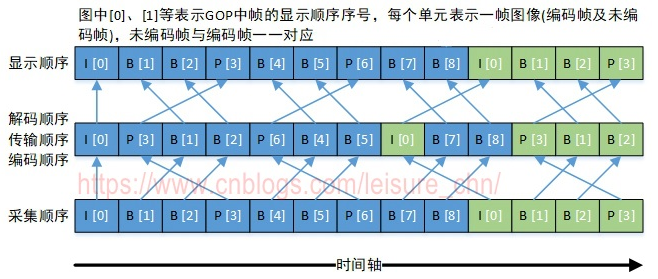 图中[0]、[1]等表示GOP中帧的显示顺序序号，每个单元表示一帧图像(编码帧及未编
码帧)，未编码帧与编码帧一一对应
显示顺序 I [0] B [1] B [2] P [3] B [4] B [5] P [6] B [7] B [8] I [0] B [1] B [2] P [3]
解码顺序
传输顺序 I [0] P [3] B [1] B [2] P [6] B [4] B [5] I [0] B [7] B [8] P [3] B [1] B [2]
编码顺序
https://www.cnblogs.com/leisure_chn/
采集顺序 I [0] B [1] B [2] P [3] B [4] B [5] P [6] B [7] B [8] I [0] B [1] B [2] P [3]
时间轴